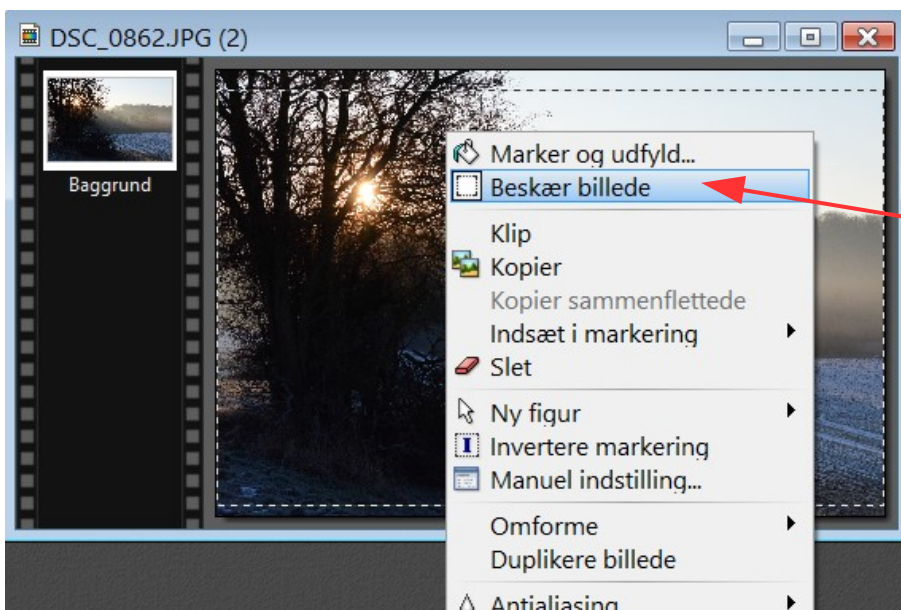 DSC_0862.JPG (2)
Baggrund
Marker og udfyld...
Beskær billede
Klip
Kopier
Kopier sammenflettede
Indsæt i markering
Slet
Ny figur
Invertere markering
Manuel indstilling...
Omforme
Duplikere billede
Antialiasing